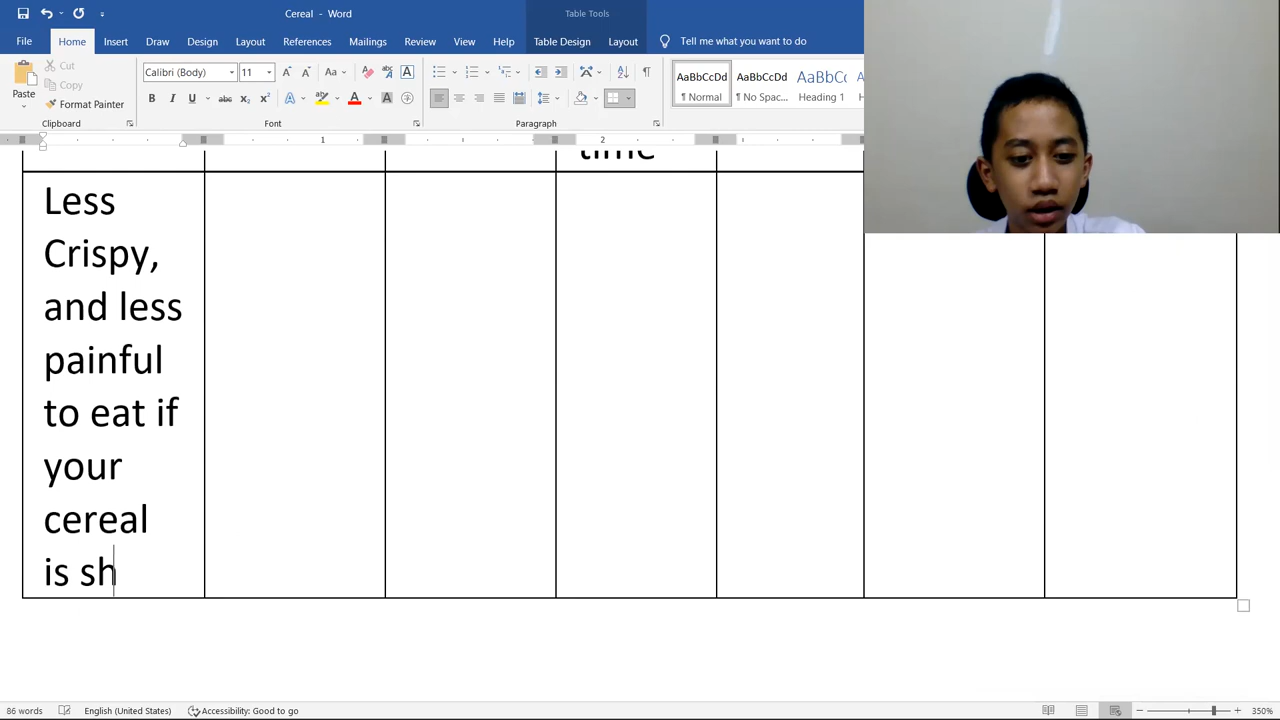 Cereal - Word
Table Tools
File Home Insert Draw Design Layout References Mailings Review View Help Table Design Layout Tell me what you want to do
Paste
Cut
Copy
Format Painter
Calibri (Body) 11
AaBbCcDd AaBbCcDd AaBbCc
¶ Normal ¶ No Spac... Heading 1
Clipboard Font Paragraph
1 2
time
Less
Crispy,
and less
painful
to eat if
your
cereal
is sh
86 words English (United States) Accessibility: Good to go 350%